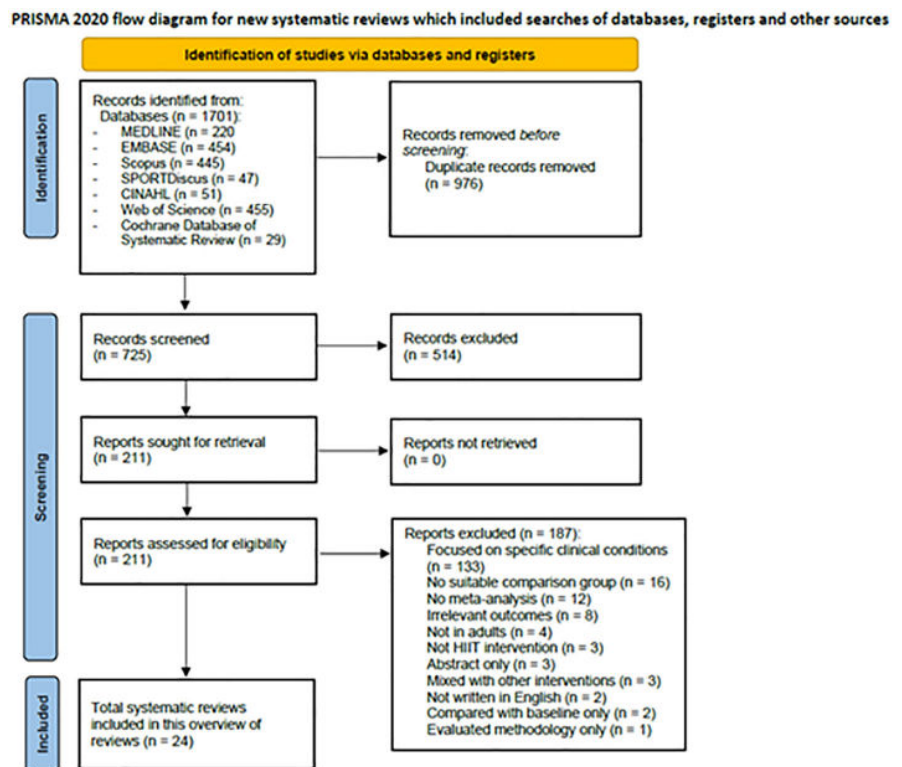 PRISMA 2020 flow diagram for new systematic reviews which included searches of databases, registers and other sources
Identification of studies via databases and registers
Identification
Records identified from:
Databases (n = 1701):
- MEDLINE (n = 220
- EMBASE (n = 454)
- Scopus (n = 445)
- SPORTDiscus (n = 47)
- CINAHL (n = 51)
- Web of Science (n = 455)
- Cochrane Database of
Systematic Review (n = 29)
Records removed before
screening:
Duplicate records removed
(n = 976)
Screening
Records screened
(n = 725)
Records excluded
(n = 514)
Reports sought for retrieval
(n = 211)
Reports not retrieved
(n = 0)
Reports assessed for eligibility
(n = 211)
Reports excluded (n = 187):
Focused on specific clinical conditions
(n = 133)
No suitable comparison group (n = 16)
No meta-analysis (n = 12)
Irrelevant outcomes (n = 8)
Not in adults (n = 4)
Not HIIT intervention (n = 3)
Abstract only (n = 3)
Mixed with other interventions (n = 3)
Not written in English (n = 2)
Compared with baseline only (n = 2)
Evaluated methodology only (n = 1)
Included
Total systematic reviews
included in this overview of
reviews (n = 24)